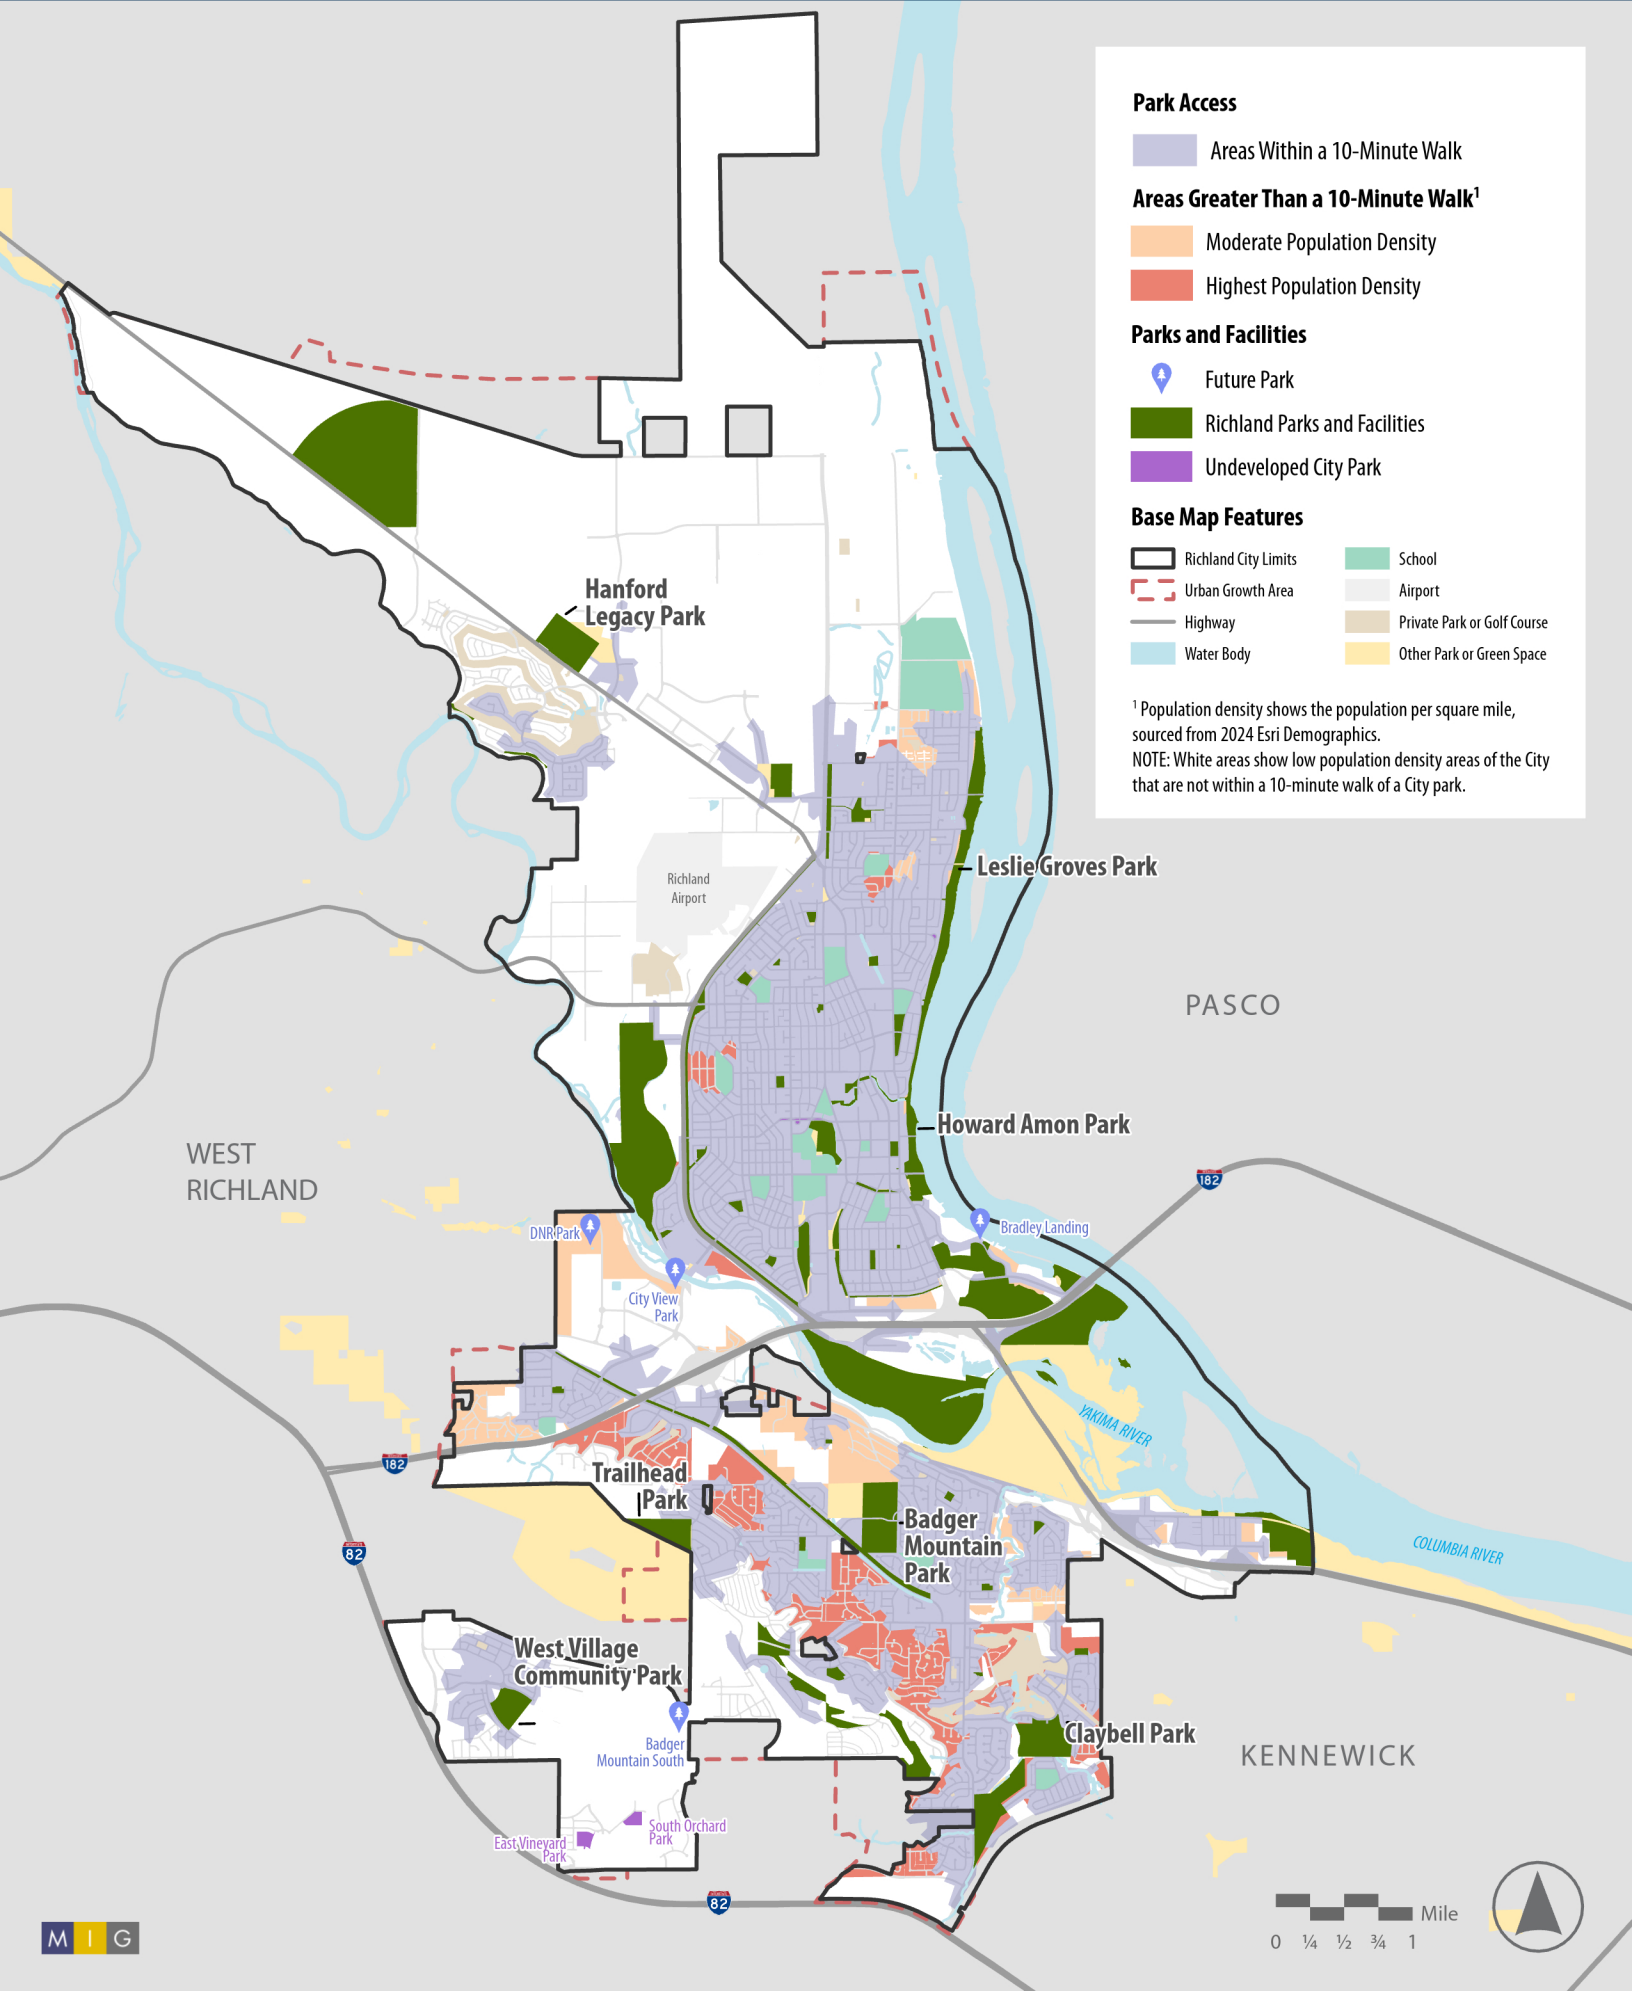 Park Access
Areas Within a 10-Minute Walk
Areas Greater Than a 10-Minute Walk1
Moderate Population Density
Highest Population Density
Parks and Facilities
Future Park
Richland Parks and Facilities
Undeveloped City Park
Base Map Features
Richland City Limits
Urban Growth Area
Highway
Water Body
School
Airport
Private Park or Golf Course
Other Park or Green Space
1 Population density shows the population per square mile,
sourced from 2024 Esri Demographics.
NOTE: White areas show low population density areas of the City
that are not within a 10-minute walk of a City park.
Hanford
Legacy Park
Richland
Airport
Leslie Groves Park
PASCO
Howard Amon Park
WEST
RICHLAND
182
DNR Park
Bradley Landing
City View
Park
YAKIMA RIVER
182
Trailhead
Park
Badger
Mountain
Park
82
COLUMBIA RIVER
West Village
Community Park
Claybell Park
Badger
Mountain South
KENNEWICK
South Orchard
Park
East Vineyard
Park
82
Mile
0 ¼ ½ ¾ 1
M I G